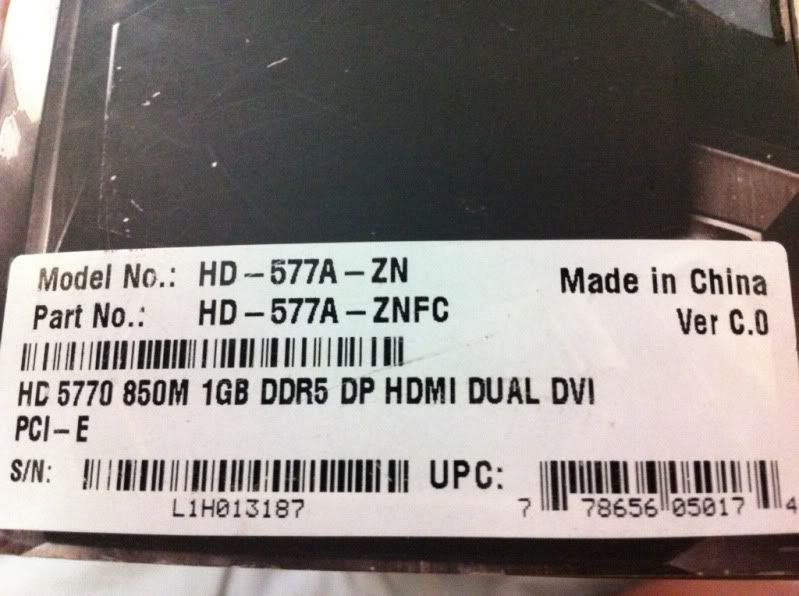 Model No.: HD-577A-ZN
Part No.: HD-577A-ZNFC
Made in China
Ver C.0
HD 5770 850M 1GB DDR5 DP HDMI DUAL DVI
PCI-E
S/N:
L1H013187
UPC:
7 78656 05017 4